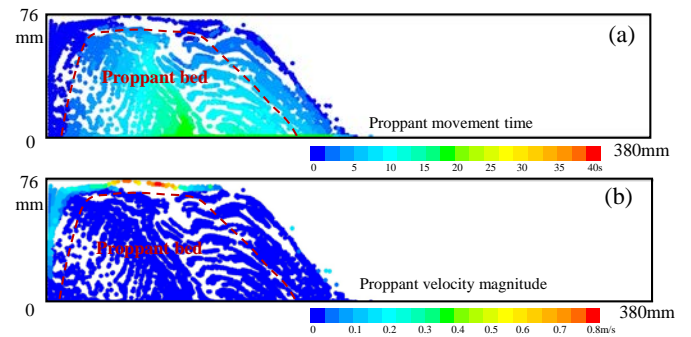 76
mm
(a)
Proppant bed
Proppant movement time
0
380mm
0 5 10 15 20 25 30 35 40s
76
mm
(b)
Proppant bed
Proppant velocity magnitude
0
380mm
0 0.1 0.2 0.3 0.4 0.5 0.6 0.7 0.8m/s